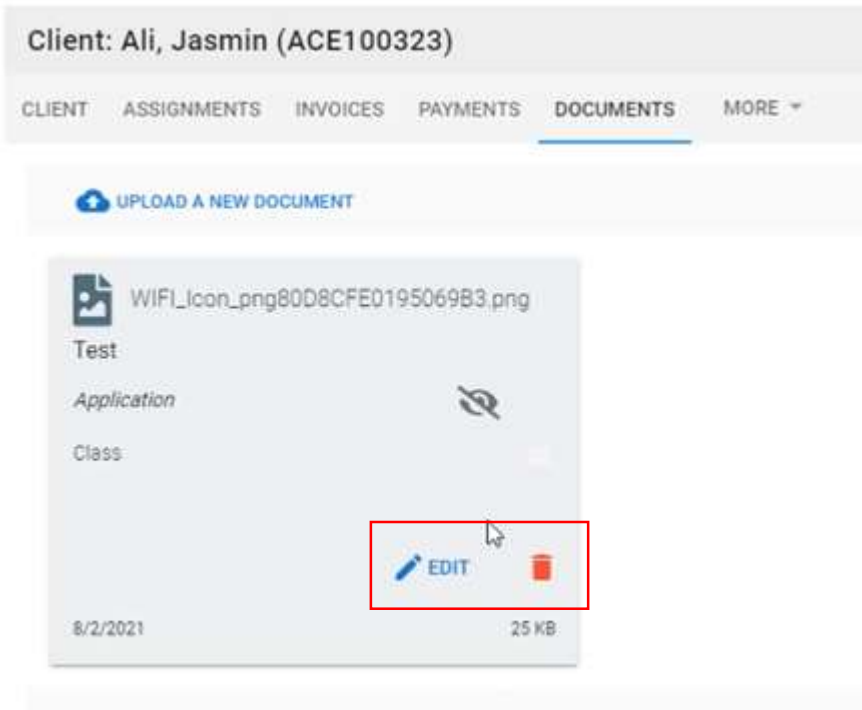 Client: Ali, Jasmin (ACE100323)
CLIENT ASSIGNMENTS INVOICES PAYMENTS DOCUMENTS MORE
UPLOAD A NEW DOCUMENT
WIFI_Icon_png80D8CFE0195069B3.png
Test
Application
Class
EDIT
8/2/2021 25 KB